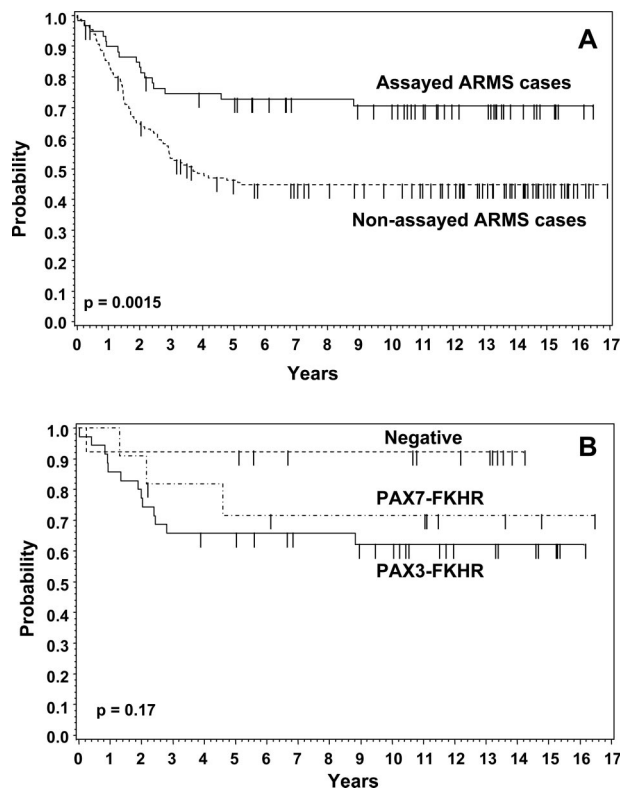 A
1.0
0.9
0.8
0.7
0.6
0.5
0.4
0.3
0.2
0.1
0.0
Probability
Assayed ARMS cases
Non-assayed ARMS cases
p = 0.0015
0 1 2 3 4 5 6 7 8 9 10 11 12 13 14 15 16 17
Years
B
1.0
0.9
0.8
0.7
0.6
0.5
0.4
0.3
0.2
0.1
0.0
Probability
Negative
PAX7-FKHR
PAX3-FKHR
p = 0.17
0 1 2 3 4 5 6 7 8 9 10 11 12 13 14 15 16 17
Years